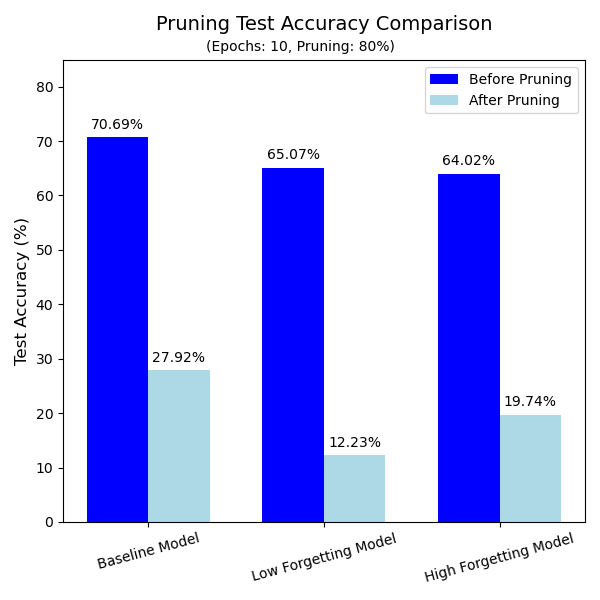 Pruning Test Accuracy Comparison
(Epochs: 10, Pruning: 80%)
Before Pruning
After Pruning
Test Accuracy (%)
80
70
60
50
40
30
20
10
0
70.69%
27.92%
65.07%
12.23%
64.02%
19.74%
Baseline Model
Low Forgetting Model
High Forgetting Model